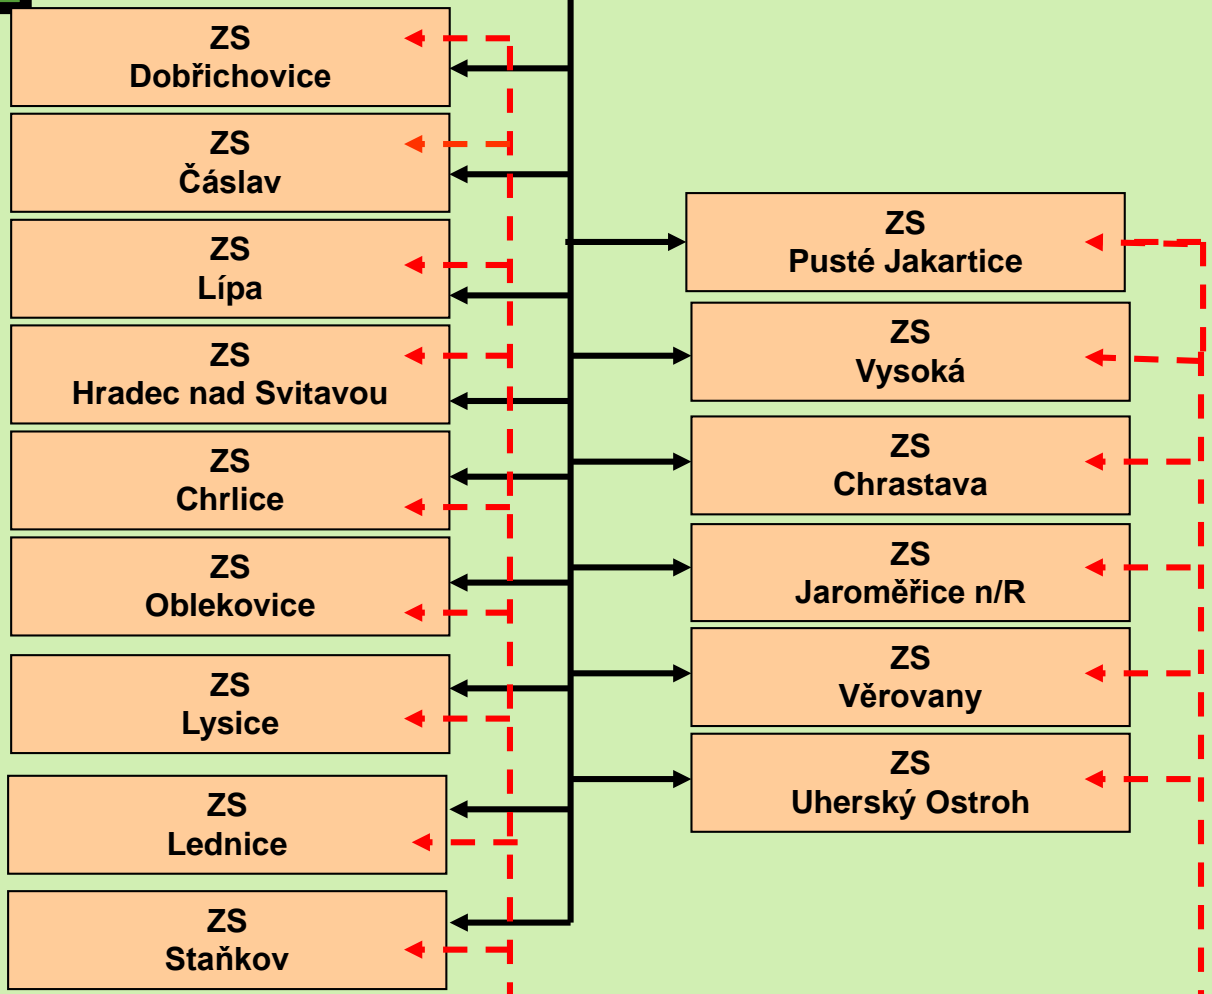 ZS
Dobřichovice
ZS
Čáslav
ZS
Lípa
ZS
Hradec nad Svitavou
ZS
Chrlice
ZS
Oblekovice
ZS
Lysice
ZS
Lednice
ZS
Staňkov
ZS
Pusté Jakartice
ZS
Vysoká
ZS
Chrastava
ZS
Jaroměřice n/R
ZS
Věrovany
ZS
Uherský Ostroh